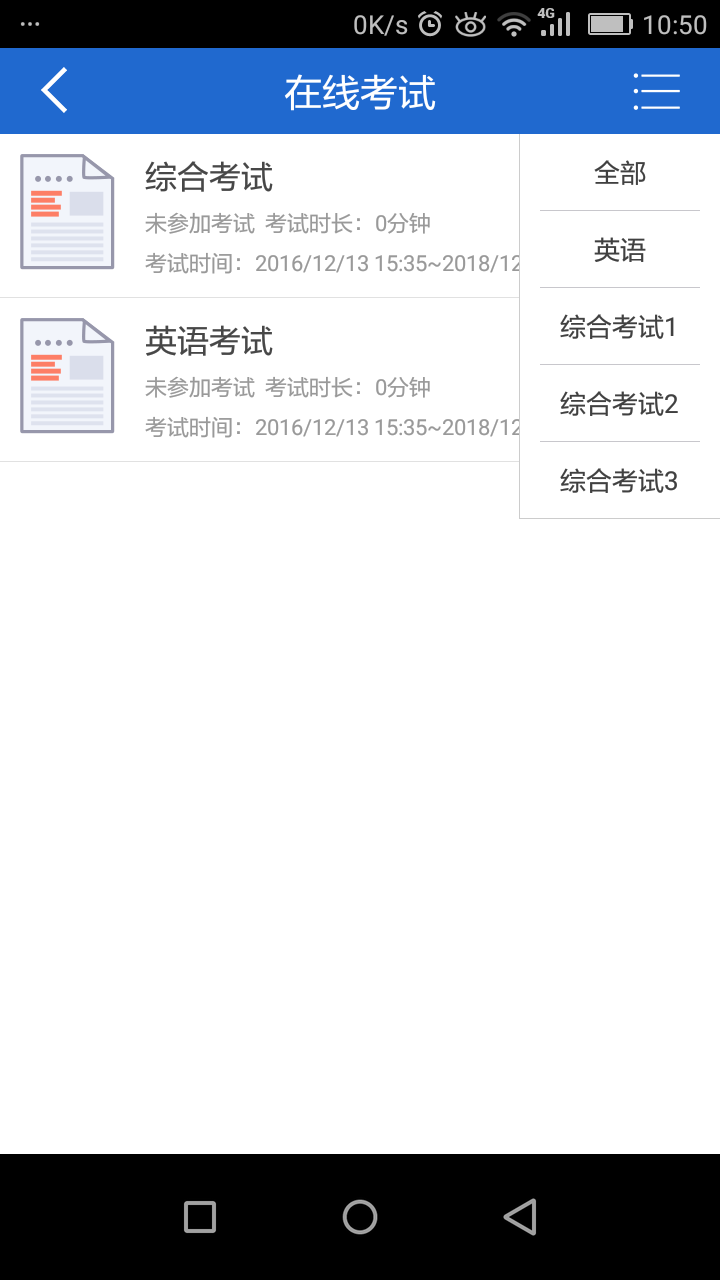 0K/s 4G 10:50
在线考试
综合考试
未参加考试 考试时长：0分钟
考试时间：2016/12/13 15:35~2018/12
英语考试
未参加考试 考试时长：0分钟
考试时间：2016/12/13 15:35~2018/12
全部
英语
综合考试1
综合考试2
综合考试3